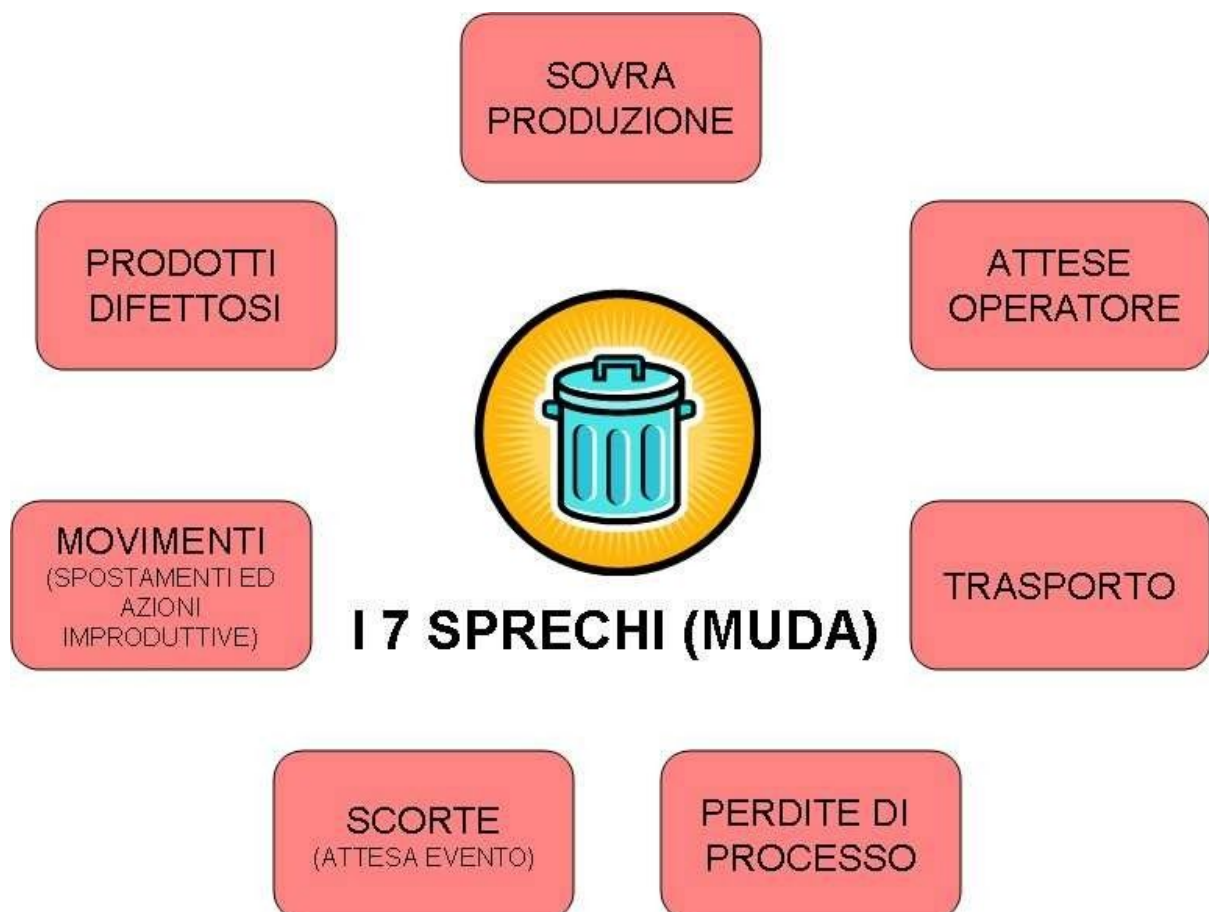 SOVRA
PRODUZIONE
PRODOTTI
DIFETTOSI
ATTESE
OPERATORE
MOVIMENTI
(SPOSTAMENTI ED
AZIONI
IMPRODUTTIVE)
TRASPORTO
I 7 SPRECHI (MUDA)
SCORTE
(ATTESA EVENTO)
PERDITE DI
PROCESSO